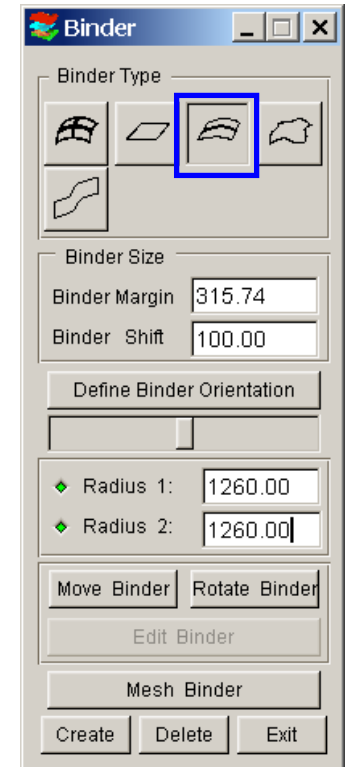 Binder
Binder Type
Binder Size
Binder Margin 315.74
Binder Shift 100.00
Define Binder Orientation
Radius 1: 1260.00
Radius 2: 1260.00
Move Binder Rotate Binder
Edit Binder
Mesh Binder
Create Delete Exit